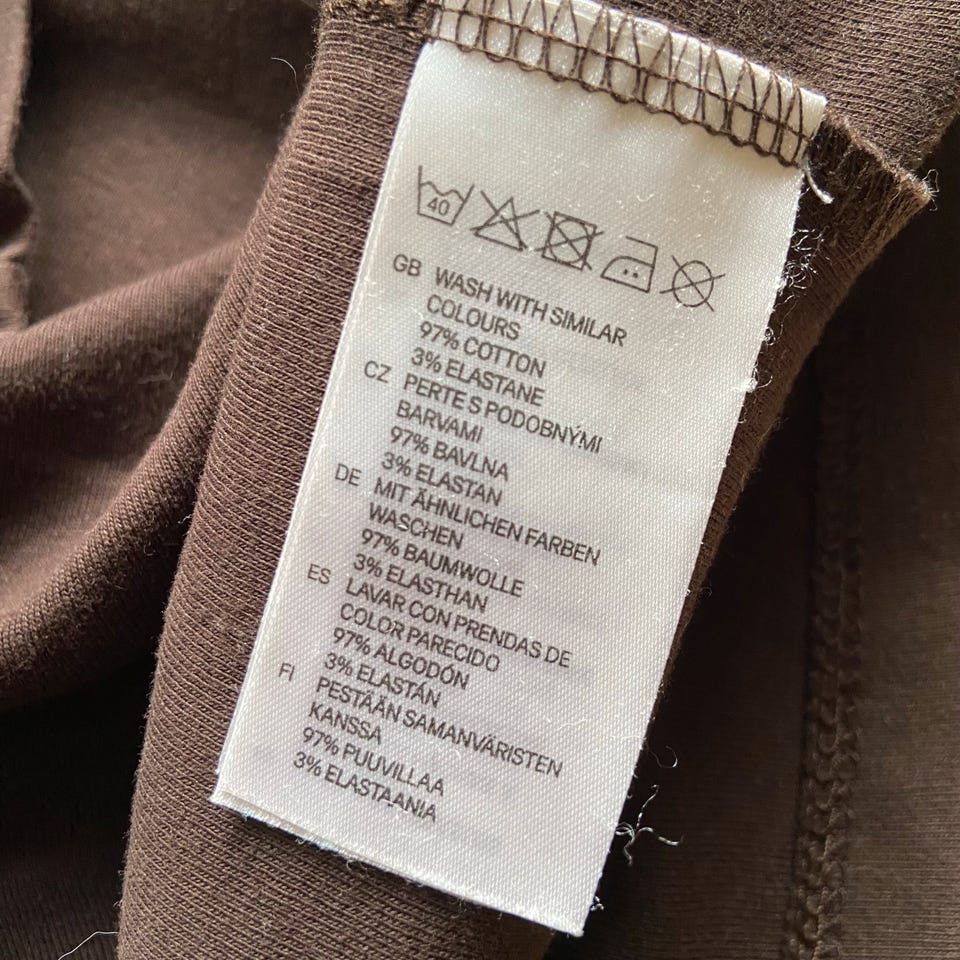 40
GB WASH WITH SIMILAR
COLOURS
97% COTTON
3% ELASTANE
CZ PERTE S PODOBNÝMI
BARVAMI
97% BAVLNA
3% ELASTAN
DE MIT ÄHNLICHEN FARBEN
WASCHEN
97% BAUMWOLLE
3% ELASTHAN
ES LAVAR CON PRENDAS DE
COLOR PARECIDO
97% ALGODÓN
3% ELASTÁN
FI PESTÄÄN SAMANVÄRISTEN
KANSSA
97% PUUVILLAA
3% ELASTAANIA